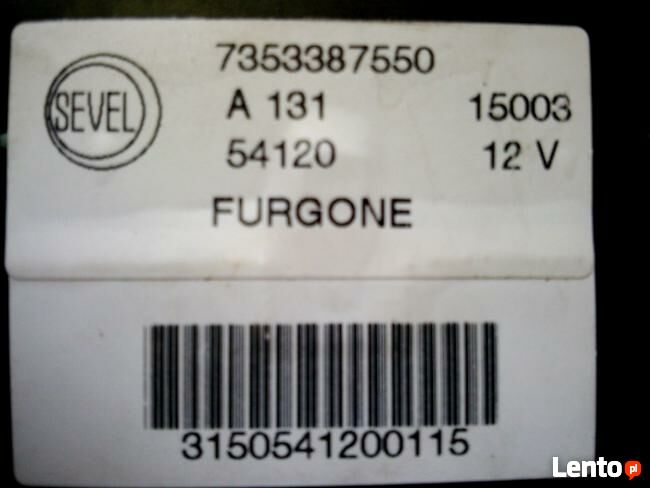 7353387550
SEVEL
A 131 15003
54120 12 V
FURGONE
3150541200115
Lento.pl